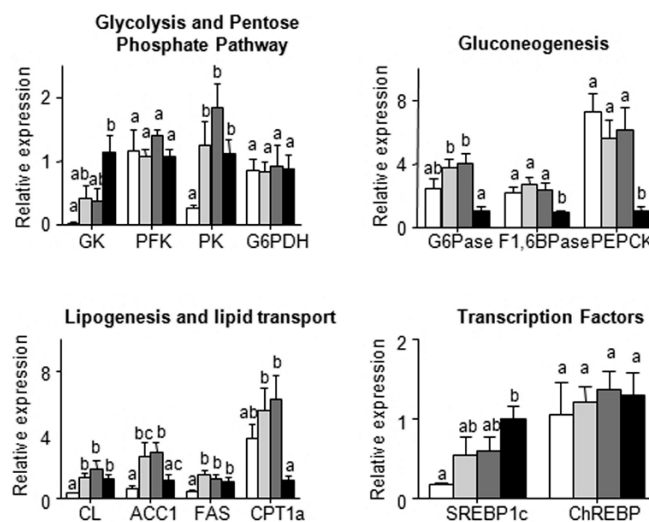 Glycolysis and Pentose
Phosphate Pathway
Relative expression
2
1
0
a ab ab b
a a a a
a b b b
a a a a
GK PFK PK G6PDH
Gluconeogenesis
Relative expression
8
4
0
ab b b a
a a a b
a a a b
G6Pase F1,6BPase PEPCK
Lipogenesis and lipid transport
Relative expression
8
4
0
a b b b
a bc b ac
a b b b
ab b b a
CL ACC1 FAS CPT1a
Transcription Factors
Relative expression
2
1
0
a ab ab b
a a a a
SREBP1c ChREBP